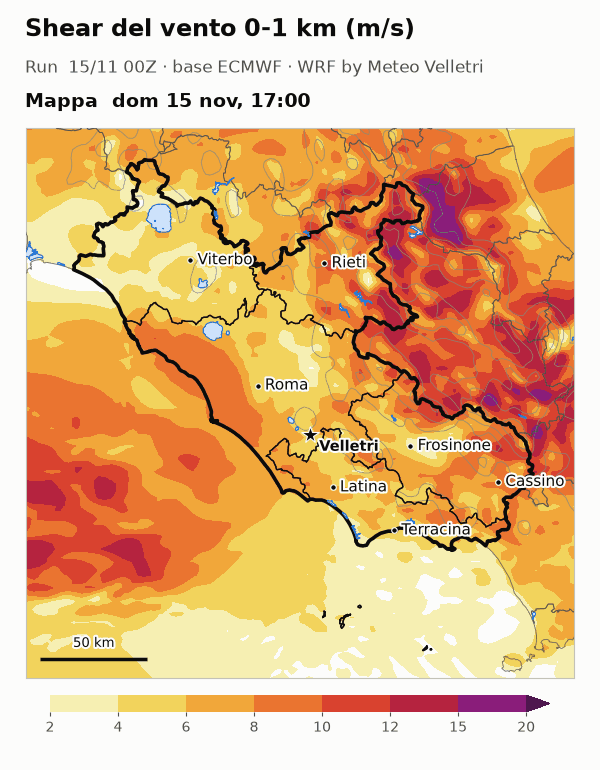 Shear del vento 0-1 km (m/s)
Run 15/11 00Z · base ECMWF · WRF by Meteo Velletri
Mappa dom 15 nov, 17:00
Viterbo
Rieti
Roma
Velletri
Frosinone
Cassino
Latina
Terracina
50 km
2 4 6 8 10 12 15 20